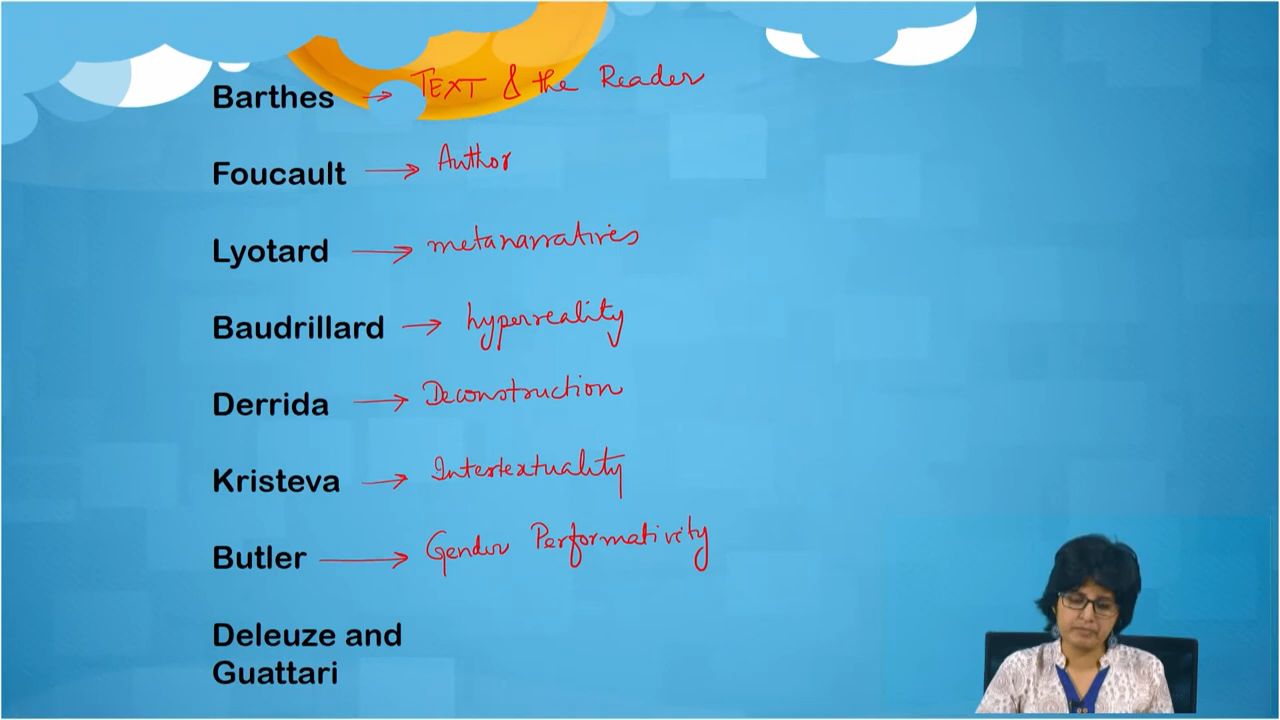 Barthes → TEXT & the Reader
Foucault → Author
Lyotard → metanarratives
Baudrillard → hyperreality
Derrida → Deconstruction
Kristeva → Intertextuality
Butler → Gender Performativity
Deleuze and
Guattari